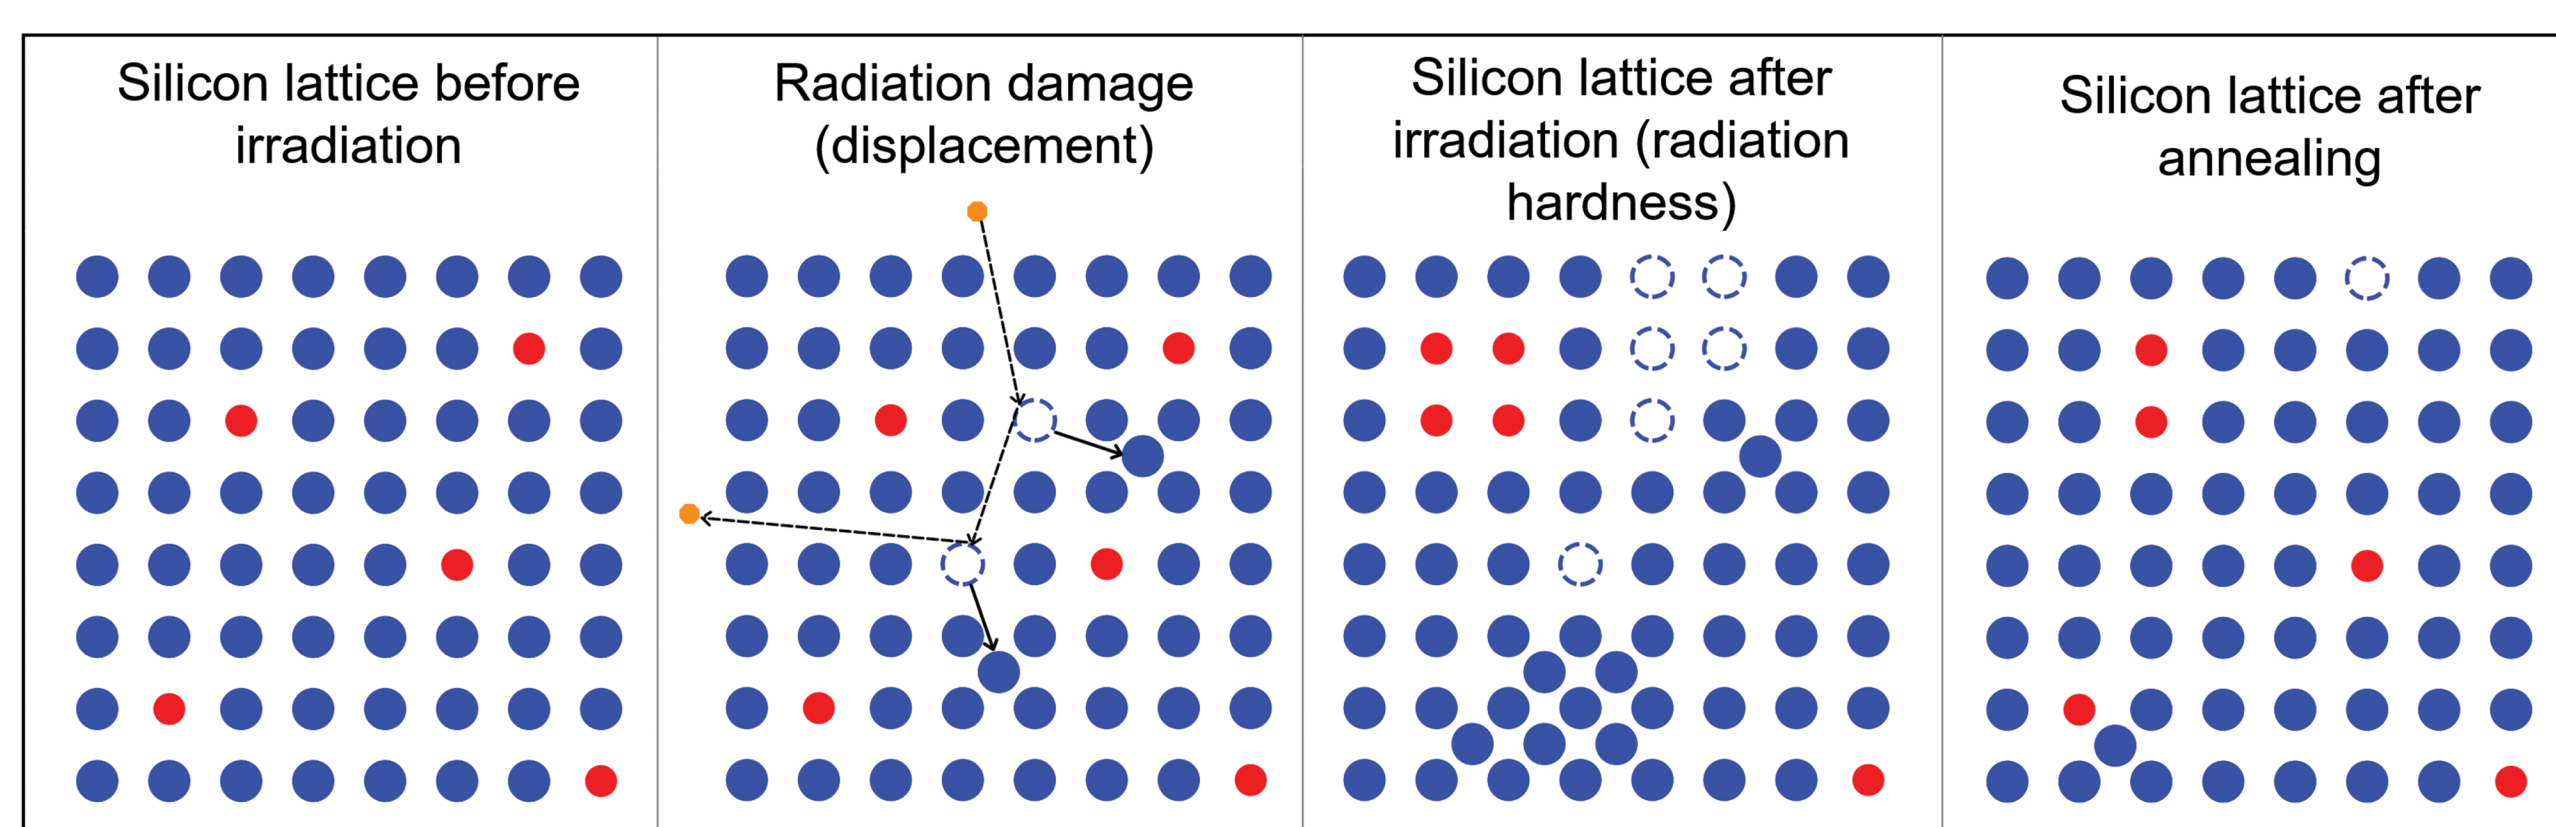 Silicon lattice before
irradiation
Radiation damage
(displacement)
Silicon lattice after
irradiation (radiation
hardness)
Silicon lattice after
annealing